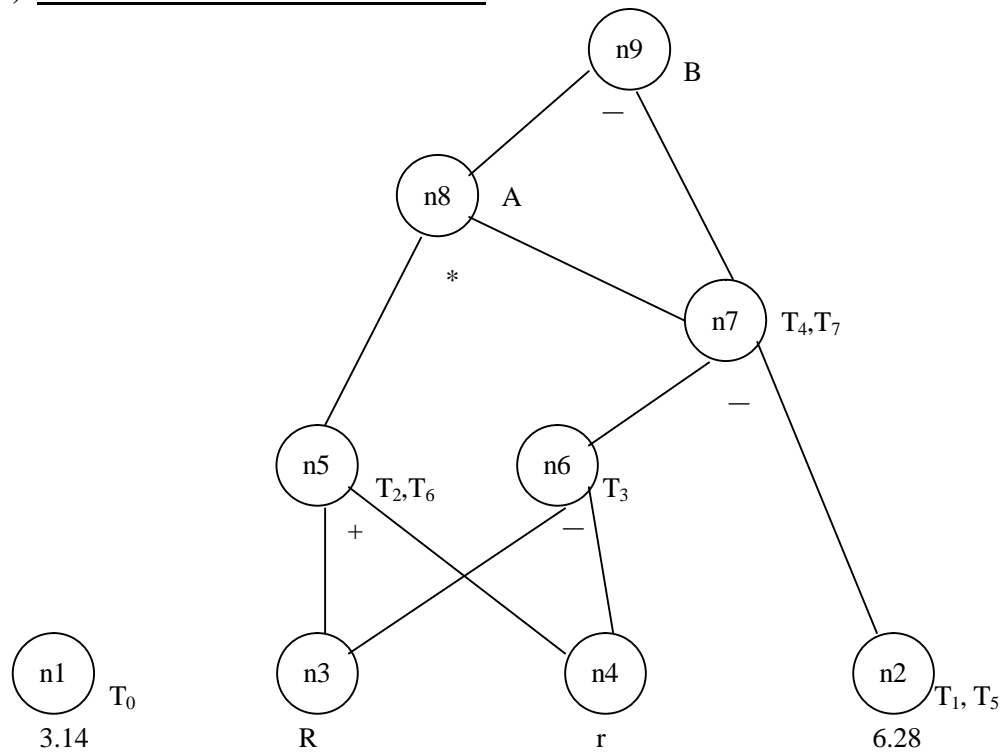 )
n9
B
—
n8
A
*
n7
T₄,T₇
—
n5
T₂,T₆
+
n6
T₃
—
n1
T₀
3.14
n3
R
n4
r
n2
T₁, T₅
6.28